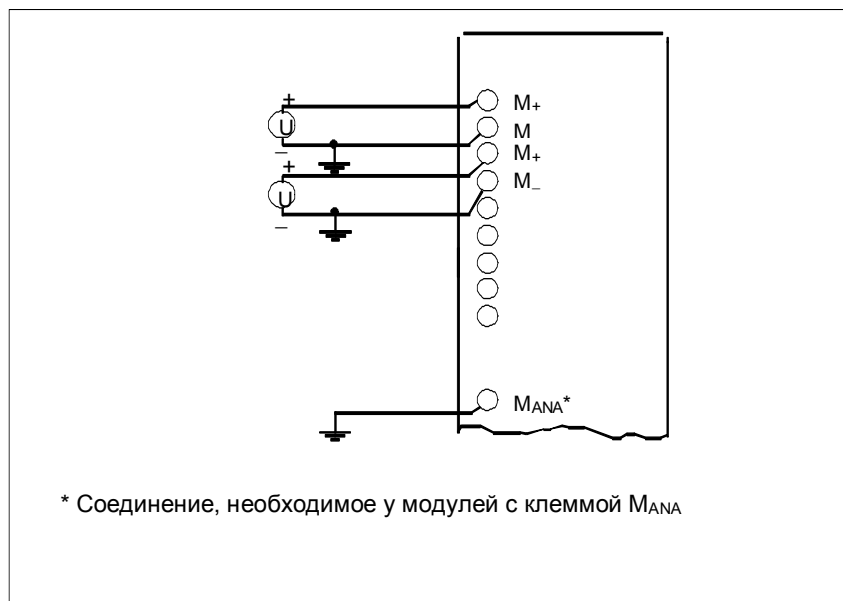 +
M+
U
M
–
M+
+
M–
U
–
MANA*
* Соединение, необходимое у модулей с клеммой MANA